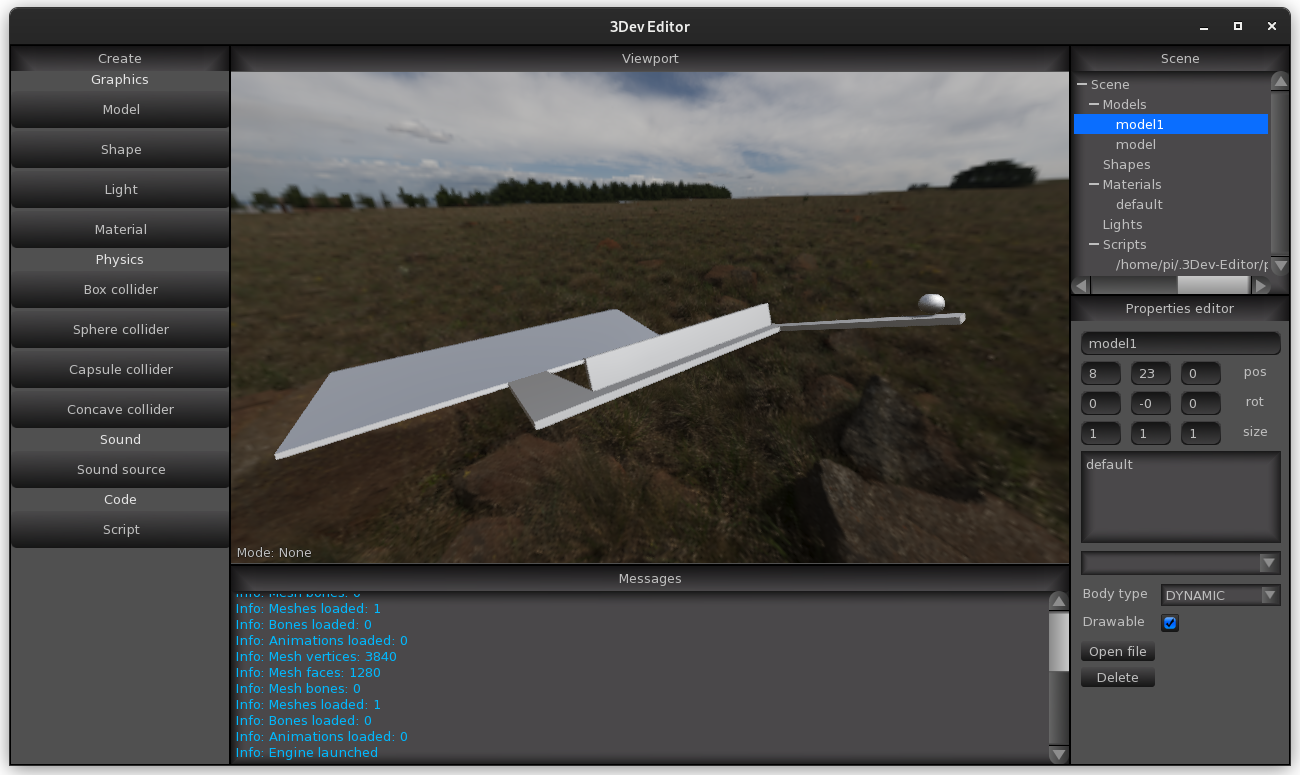 3Dev Editor
Create
Graphics
Model
Shape
Light
Material
Physics
Box collider
Sphere collider
Capsule collider
Concave collider
Sound
Sound source
Code
Script
Viewport
Mode: None
Messages
Info: Mesh bones: 0
Info: Meshes loaded: 1
Info: Bones loaded: 0
Info: Animations loaded: 0
Info: Mesh vertices: 3840
Info: Mesh faces: 1280
Info: Mesh bones: 0
Info: Meshes loaded: 1
Info: Bones loaded: 0
Info: Animations loaded: 0
Info: Engine launched
Scene
Scene
Models
model1
model
Shapes
Materials
default
Lights
Scripts
/home/pi/.3Dev-Editor/p
Properties editor
model1
8 23 0 pos
0 -0 0 rot
1 1 1 size
default
Body type DYNAMIC
Drawable
Open file
Delete